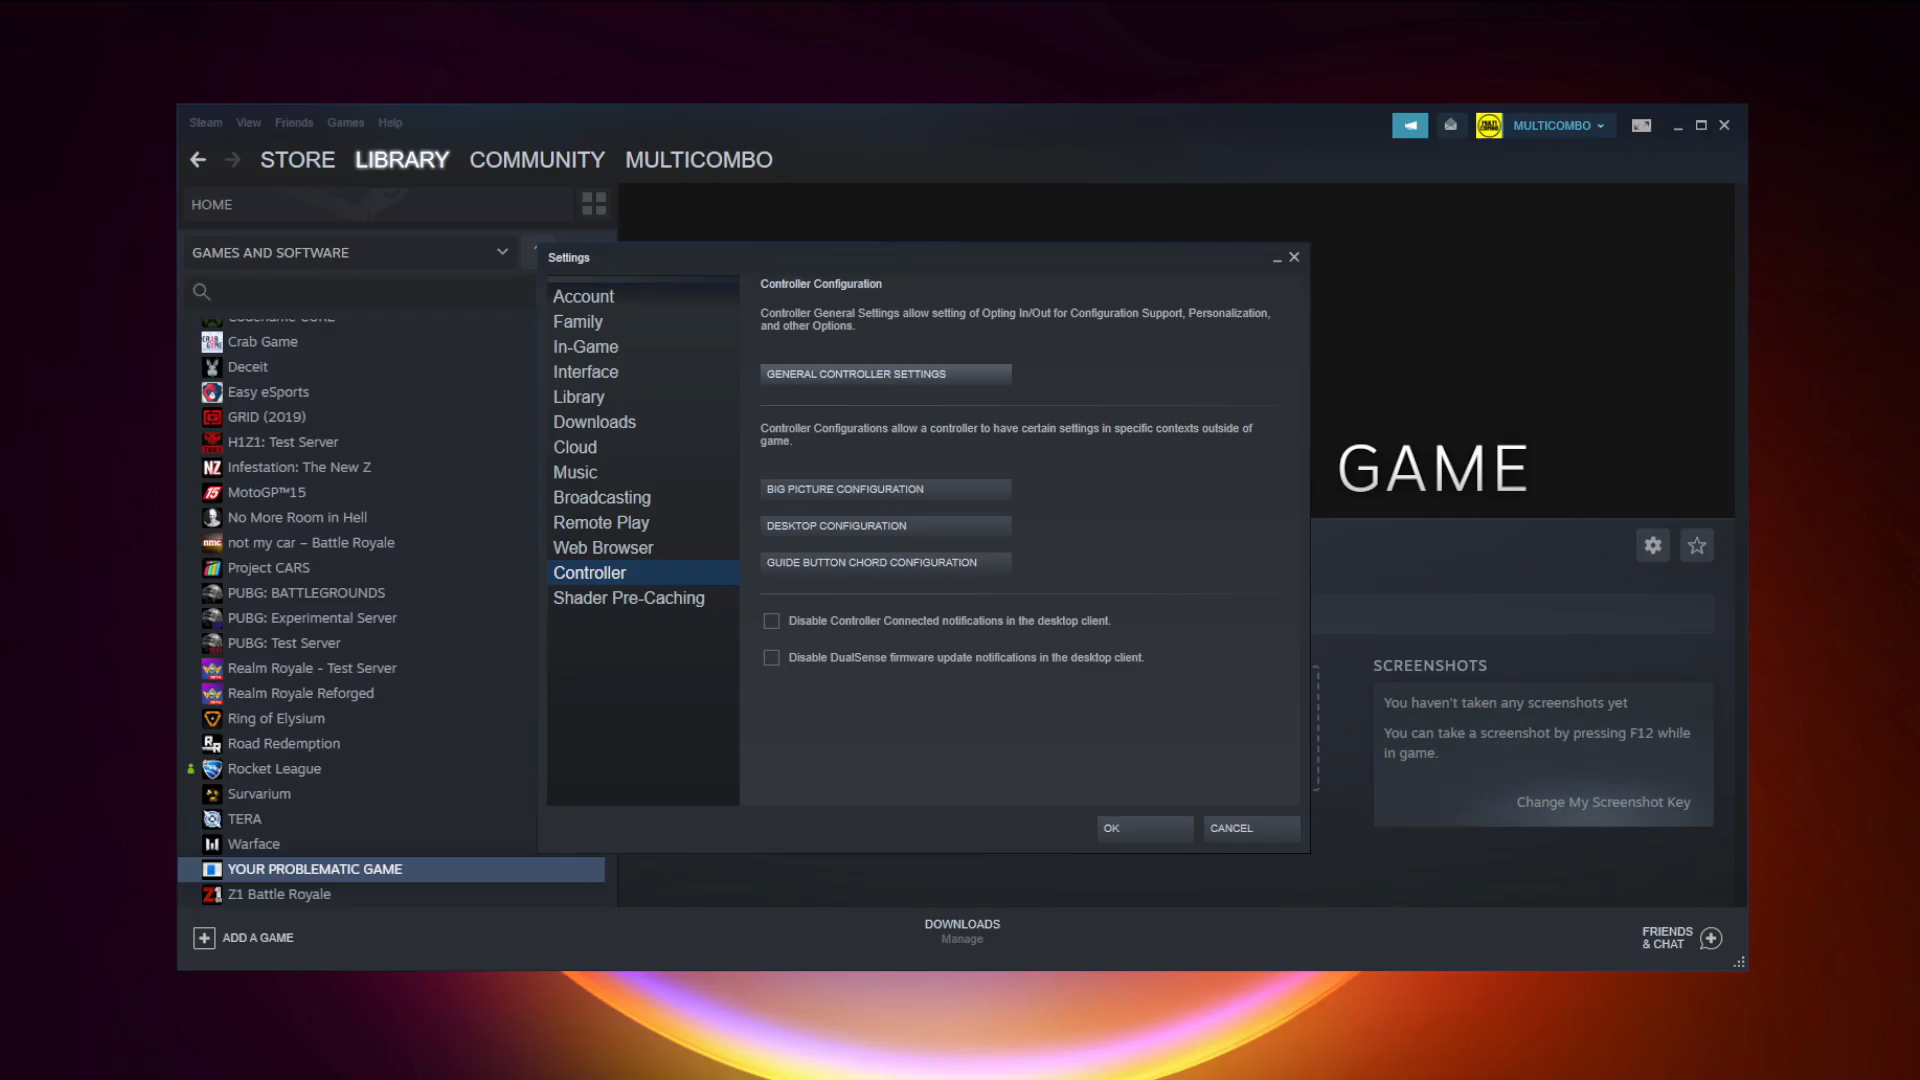 Steam View Friends Games Help
MULTICOMBO
STORE LIBRARY COMMUNITY MULTICOMBO
HOME
GAMES AND SOFTWARE
Crab Game
Deceit
Easy eSports
GRID (2019)
H1Z1: Test Server
Infestation: The New Z
MotoGP™15
No More Room in Hell
not my car – Battle Royale
Project CARS
PUBG: BATTLEGROUNDS
PUBG: Experimental Server
PUBG: Test Server
Realm Royale - Test Server
Realm Royale Reforged
Ring of Elysium
Road Redemption
Rocket League
Survarium
TERA
Warface
YOUR PROBLEMATIC GAME
Z1 Battle Royale
ADD A GAME
Settings
Account
Family
In-Game
Interface
Library
Downloads
Cloud
Music
Broadcasting
Remote Play
Web Browser
Controller
Shader Pre-Caching
Controller Configuration
Controller General Settings allow setting of Opting In/Out for Configuration Support, Personalization,
and other Options.
GENERAL CONTROLLER SETTINGS
Controller Configurations allow a controller to have certain settings in specific contexts outside of
game.
BIG PICTURE CONFIGURATION
DESKTOP CONFIGURATION
GUIDE BUTTON CHORD CONFIGURATION
Disable Controller Connected notifications in the desktop client.
Disable DualSense firmware update notifications in the desktop client.
OK CANCEL
GAME
SCREENSHOTS
You haven't taken any screenshots yet
You can take a screenshot by pressing F12 while
in game.
Change My Screenshot Key
DOWNLOADS
Manage
FRIENDS
& CHAT